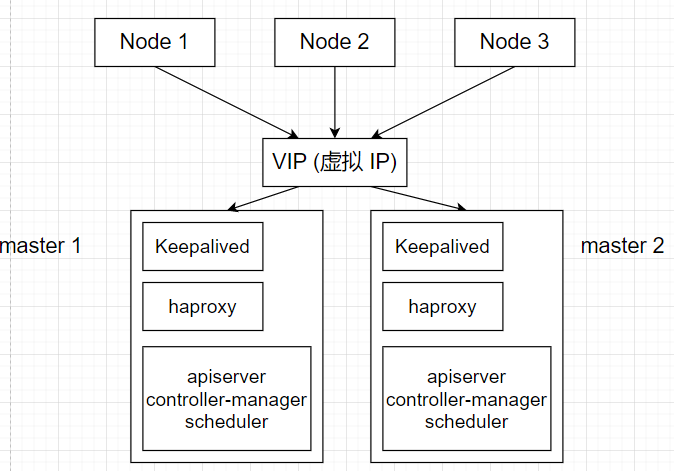 Node 1
Node 2
Node 3
VIP (虚拟 IP)
master 1
Keepalived
haproxy
apiserver
controller-manager
scheduler
Keepalived
haproxy
apiserver
controller-manager
scheduler
master 2